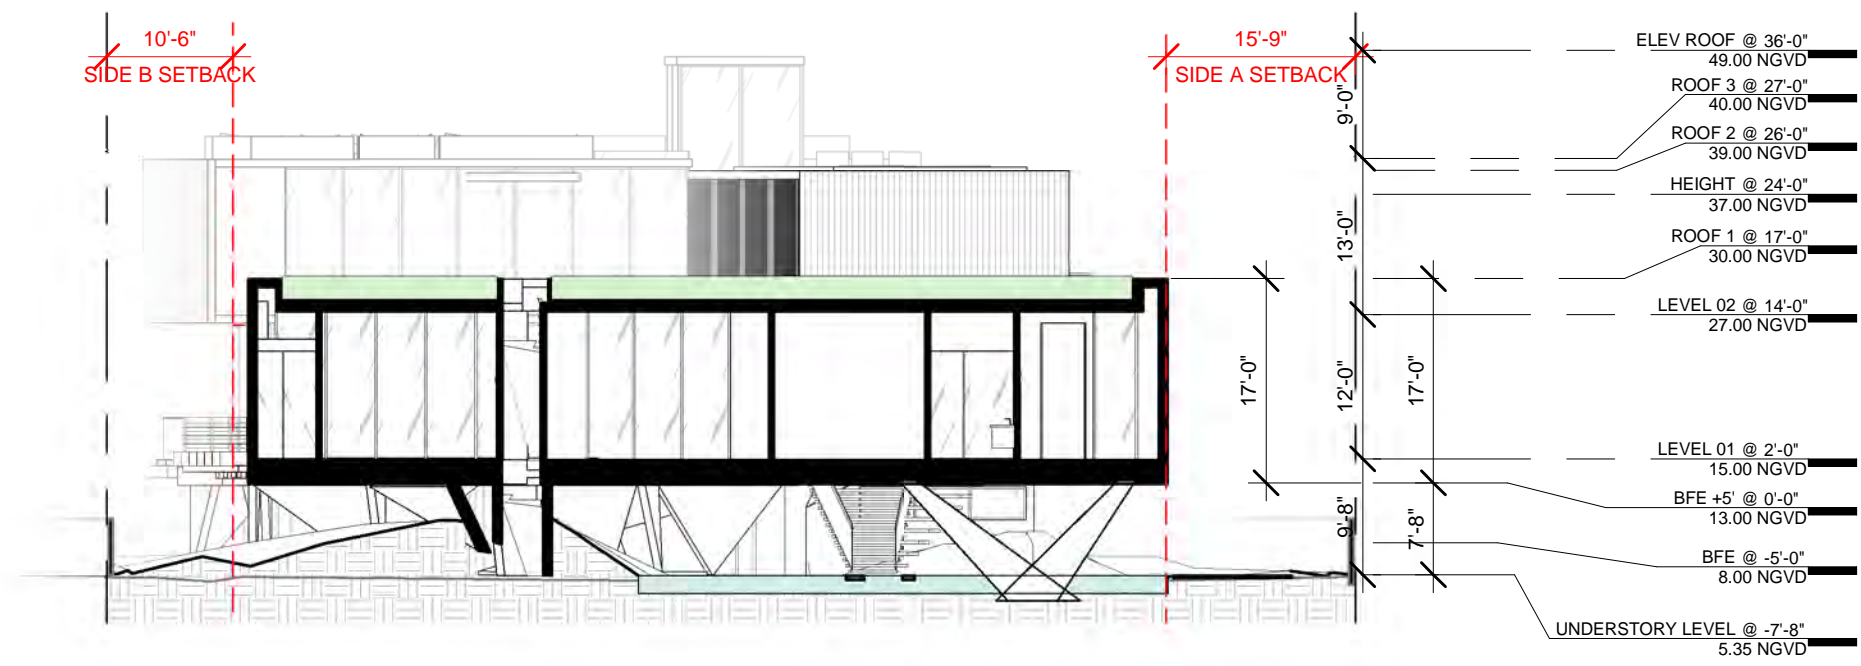 10'-6"
SIDE B SETBACK
15'-9"
SIDE A SETBACK
ELEV ROOF @ 36'-0"
49.00 NGVD
ROOF 3 @ 27'-0"
40.00 NGVD
ROOF 2 @ 26'-0"
39.00 NGVD
HEIGHT @ 24'-0"
37.00 NGVD
ROOF 1 @ 17'-0"
30.00 NGVD
LEVEL 02 @ 14'-0"
27.00 NGVD
LEVEL 01 @ 2'-0"
15.00 NGVD
BFE +5' @ 0'-0"
13.00 NGVD
BFE @ -5'-0"
8.00 NGVD
UNDERSTORY LEVEL @ -7'-8"
5.35 NGVD
9'-0"
13'-0"
17'-0"
12'-0"
17'-0"
9'-8"
7'-8"